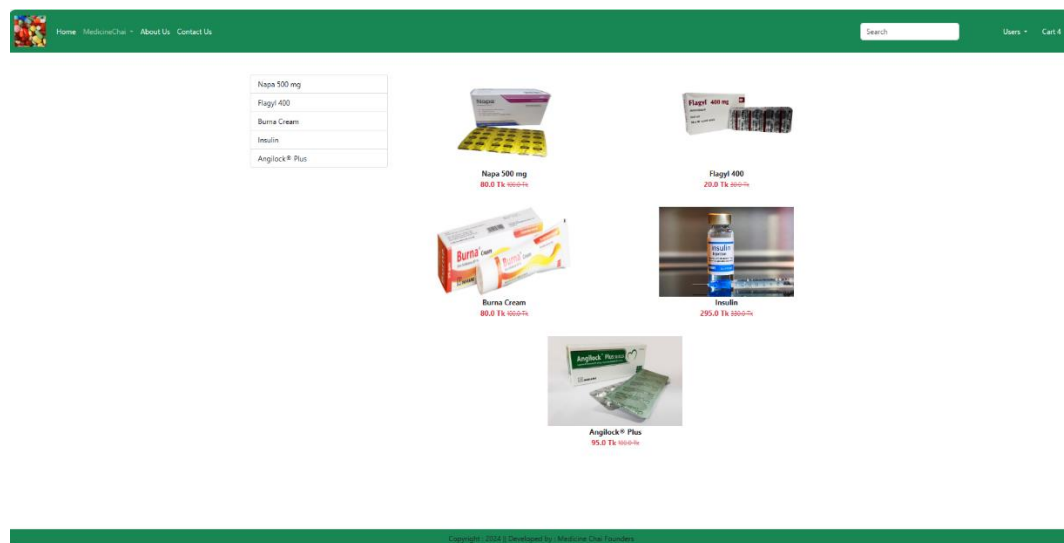 Home MedicineChai About Us Contact Us
Search
Users Cart 4
Napa 500 mg
Flagyl 400
Burna Cream
Insulin
Angilock® Plus
Napa 500 mg
80.0 Tk 100.0 Tk
Flagyl 400 mg
Flagyl 400
20.0 Tk
Burna Cream
Burna
Burna Cream
80.0 Tk 100.0 Tk
insulin
Insulin
295.0 Tk
Angilock Plus
Angilock® Plus
95.0 Tk 100.0 Tk
Copyright : 2024 || Developed by : Medicine Chai Founders